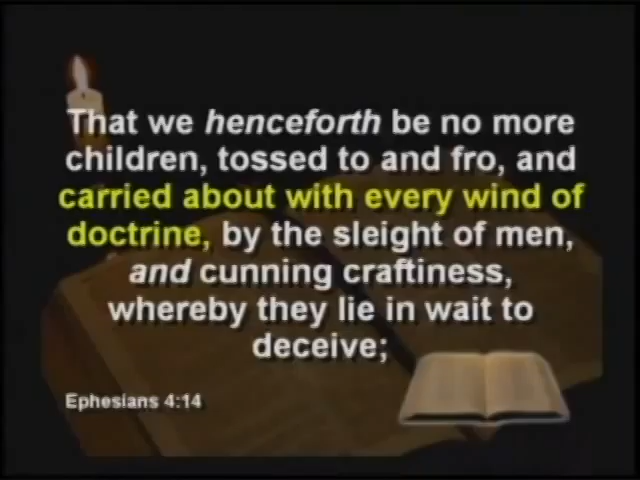 That we henceforth be no more
children, tossed to and fro, and
carried about with every wind of
doctrine, by the sleight of men,
and cunning craftiness,
whereby they lie in wait to
deceive;
Ephesians 4:14